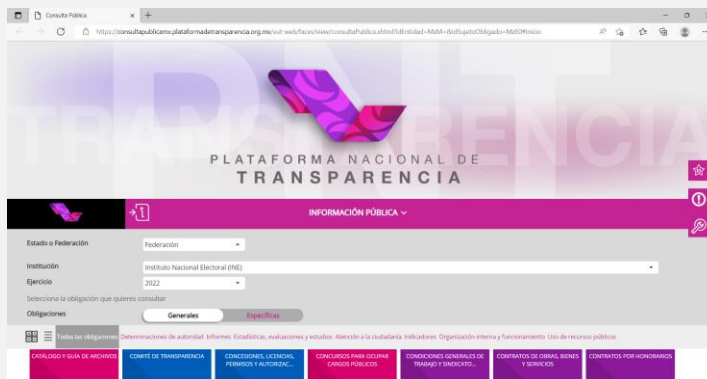 Consulta Pública
https://consultapublicamx.plataformadetransparencia.org.mx/vut-web/faces/view/consultaPublica.xhtml?idEntidad=MzM=&idSujetoObligado=MzE0#inicio
PNT
TRANSPARENCIA
PLATAFORMA NACIONAL DE
TRANSPARENCIA
INFORMACIÓN PÚBLICA
Estado o Federación Federación
Institución Instituto Nacional Electoral (INE)
Ejercicio 2022
Selecciona la obligación que quieres consultar
Obligaciones Generales Específicas
Todas las obligaciones Determinaciones de autoridad Informes Estadísticas, evaluaciones y estudios Atención a la ciudadanía Indicadores Organización interna y funcionamiento Uso de recursos públicos
CATÁLOGO Y GUÍA DE ARCHIVOS COMITÉ DE TRANSPARENCIA CONCESIONES, LICENCIAS, CONCURSOS PARA OCUPAR CONDICIONES GENERALES DE CONTRATOS DE OBRAS, BIENES CONTRATOS POR HONORARIOS
PERMISOS Y AUTORIZAC... CARGOS PÚBLICOS TRABAJO Y SINDICATO... Y SERVICIOS